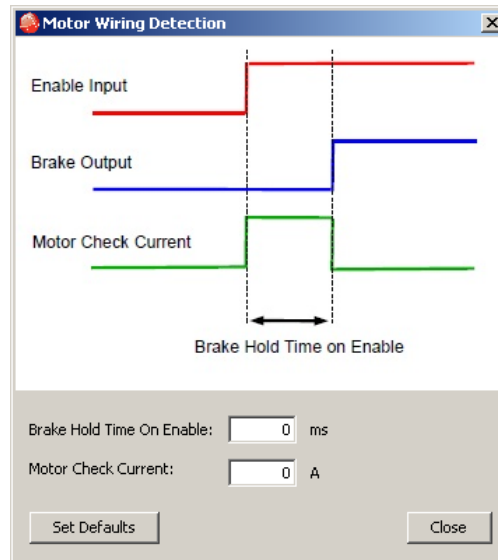 Motor Wiring Detection
Enable Input
Brake Output
Motor Check Current
Brake Hold Time on Enable
Brake Hold Time On Enable: 0 ms
Motor Check Current: 0 A
Set Defaults Close